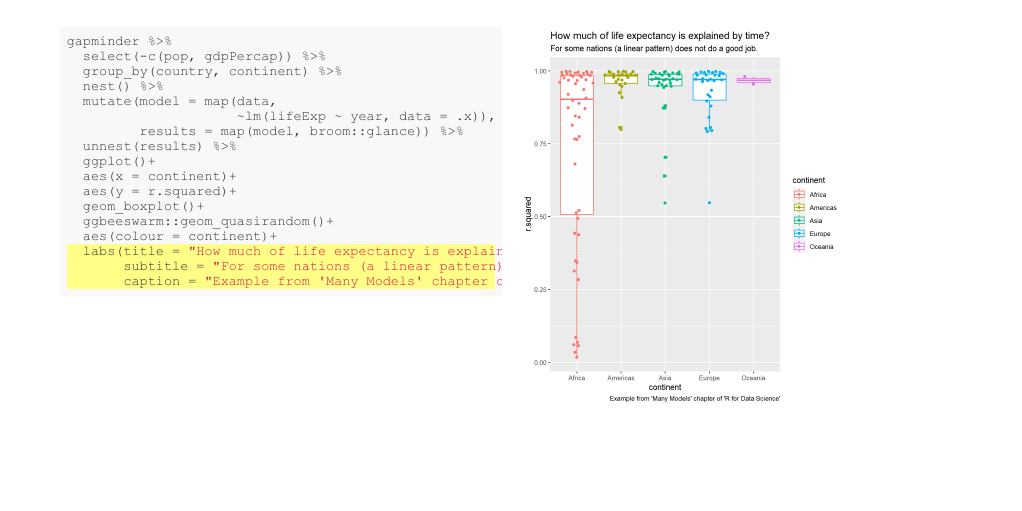 gapminder %>%
select(-c(pop, gdpPercap)) %>%
group_by(country, continent) %>%
nest() %>%
mutate(model = map(data,
~lm(lifeExp ~ year, data = .x)),
results = map(model, broom::glance)) %>%
unnest(results) %>%
ggplot()+
aes(x = continent)+
aes(y = r.squared)+
geom_boxplot()+
ggbeeswarm::geom_quasirandom()+
aes(colour = continent)+
labs(title = "How much of life expectancy is explain
subtitle = "For some nations (a linear pattern)
caption = "Example from 'Many Models' chapter
How much of life expectancy is explained by time?
For some nations (a linear pattern) does not do a good job.
1.00
0.75
0.50
0.25
0.00
r.squared
Africa
Americas
Asia
Europe
Oceania
continent
Example from 'Many Models' chapter of 'R for Data Science'
continent
Africa
Americas
Asia
Europe
Oceania